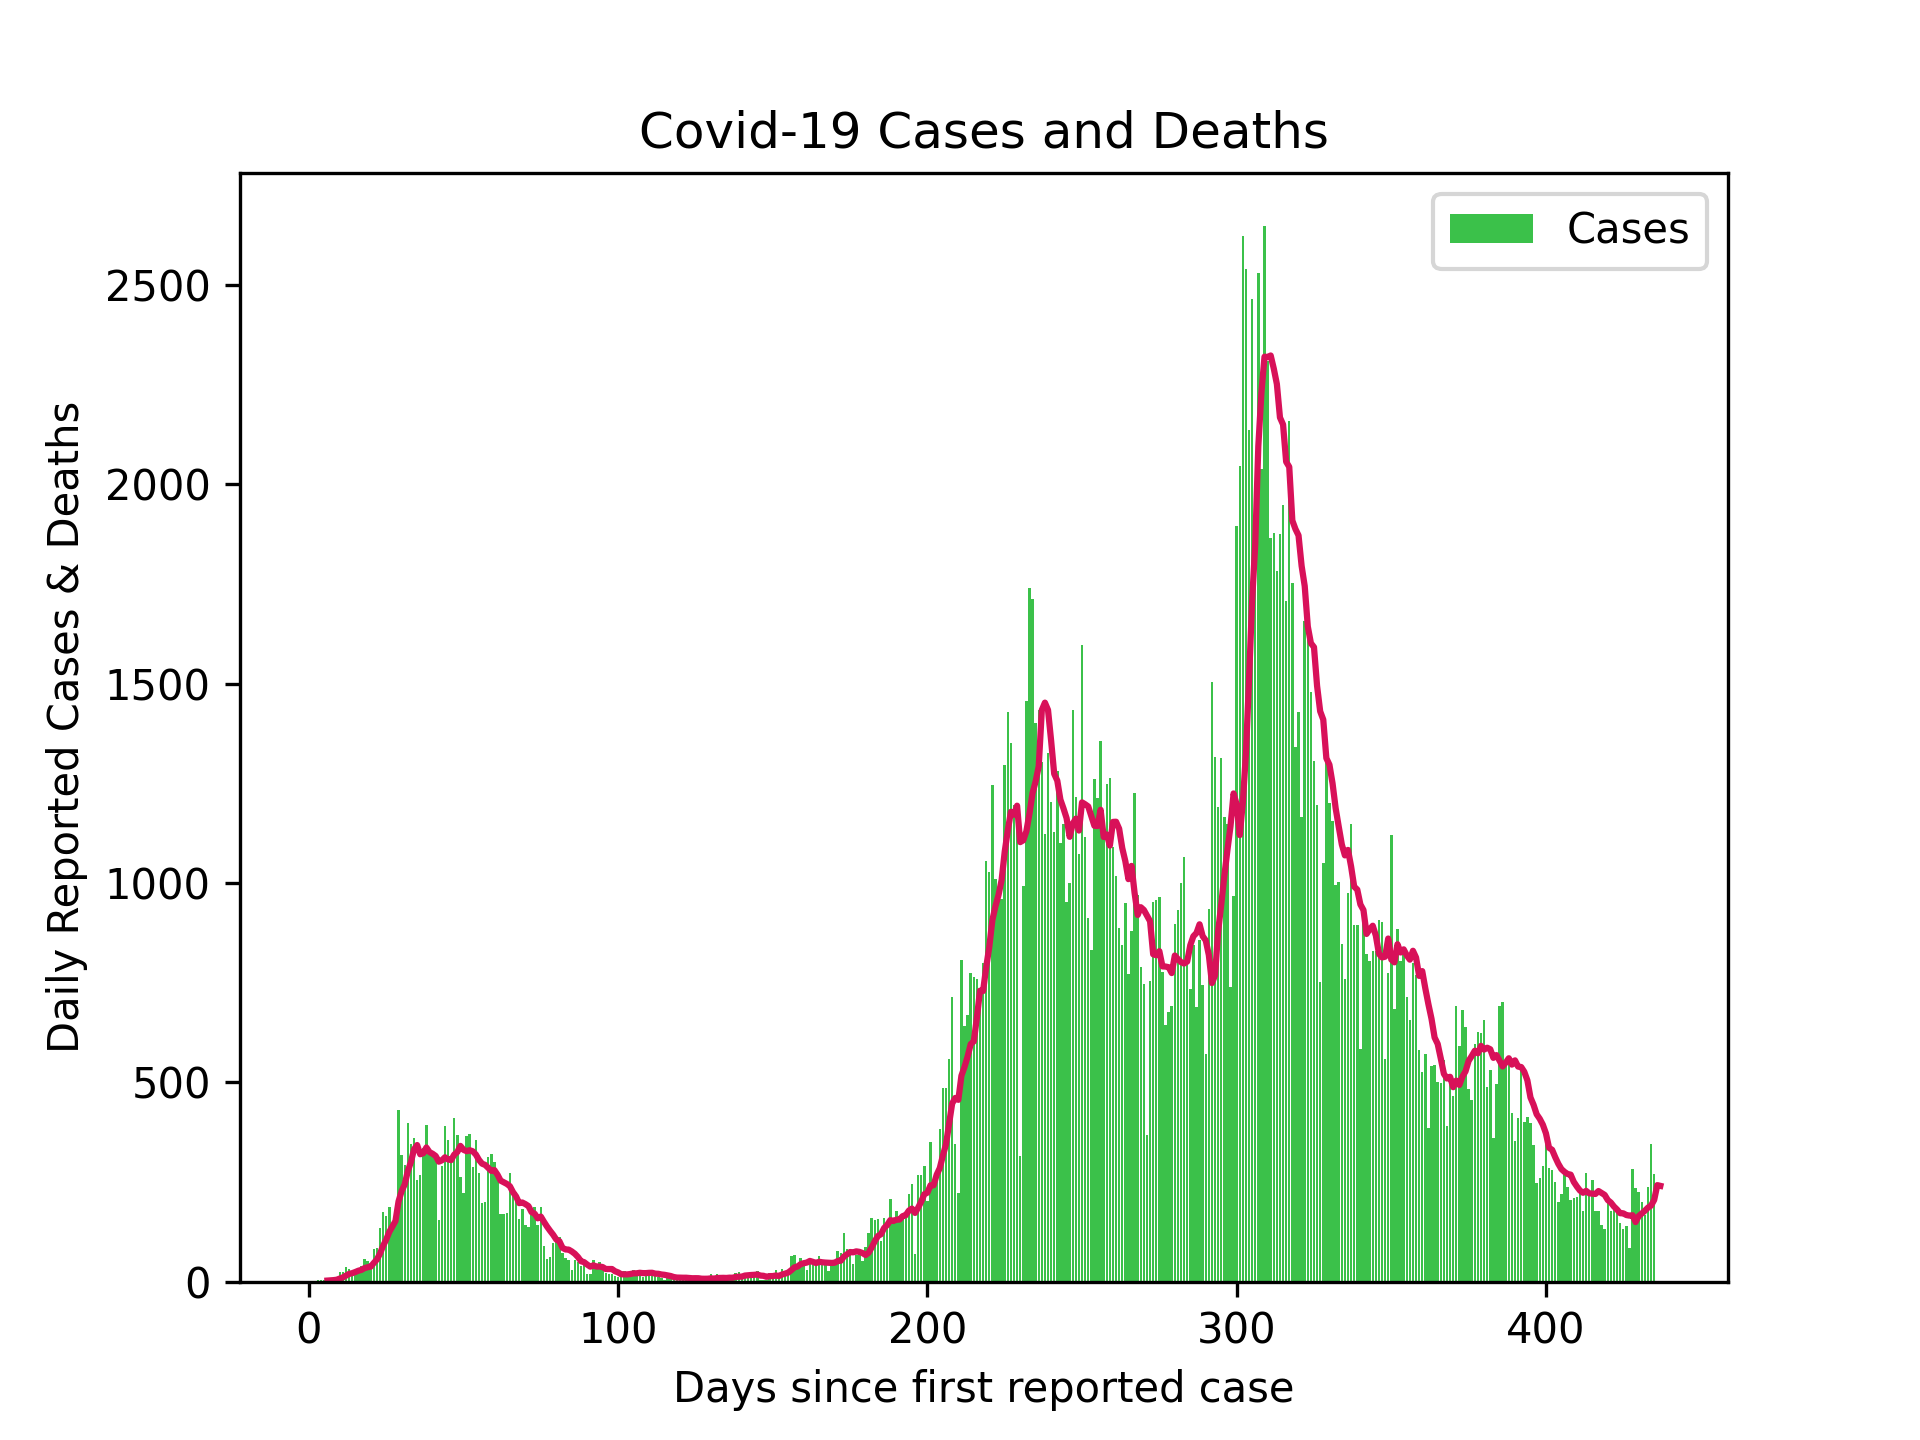 Covid-19 Cases and Deaths
Cases
Daily Reported Cases & Deaths
2500
2000
1500
1000
500
0
0 100 200 300 400
Days since first reported case